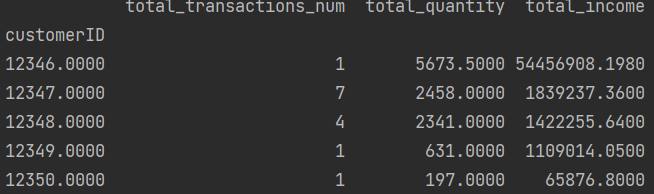 total_transactions_num total_quantity total_income
customerID
12346.0000 1 5673.5000 54456908.1980
12347.0000 7 2458.0000 1839237.3600
12348.0000 4 2341.0000 1422255.6400
12349.0000 1 631.0000 1109014.0500
12350.0000 1 197.0000 65876.8000